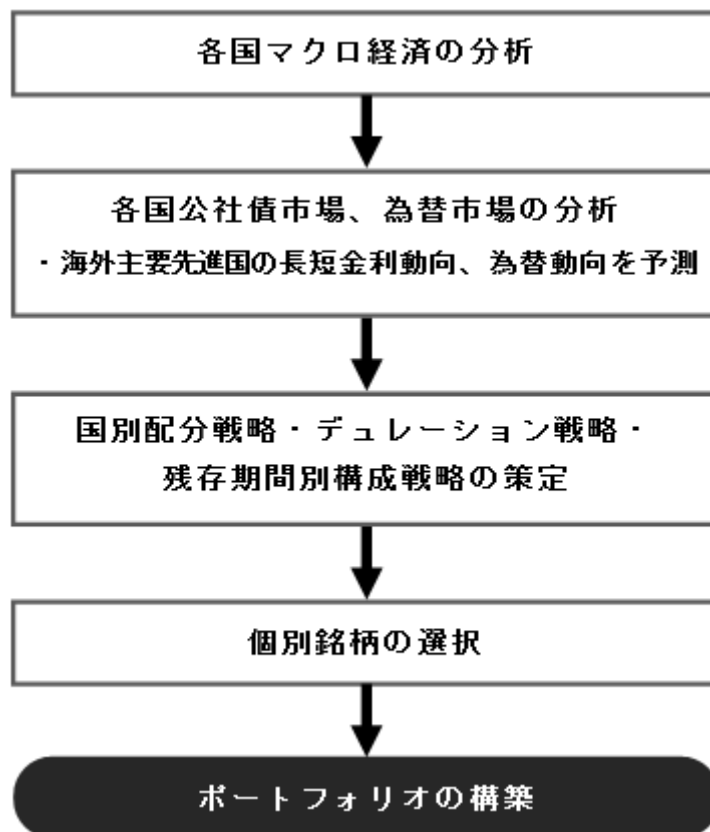 各国マクロ経済の分析
各国公社債市場、為替市場の分析
・海外主要先進国の長短金利動向、為替動向を予測
国別配分戦略・デュレーション戦略・
残存期間別構成戦略の策定
個別銘柄の選択
ポートフォリオの構築